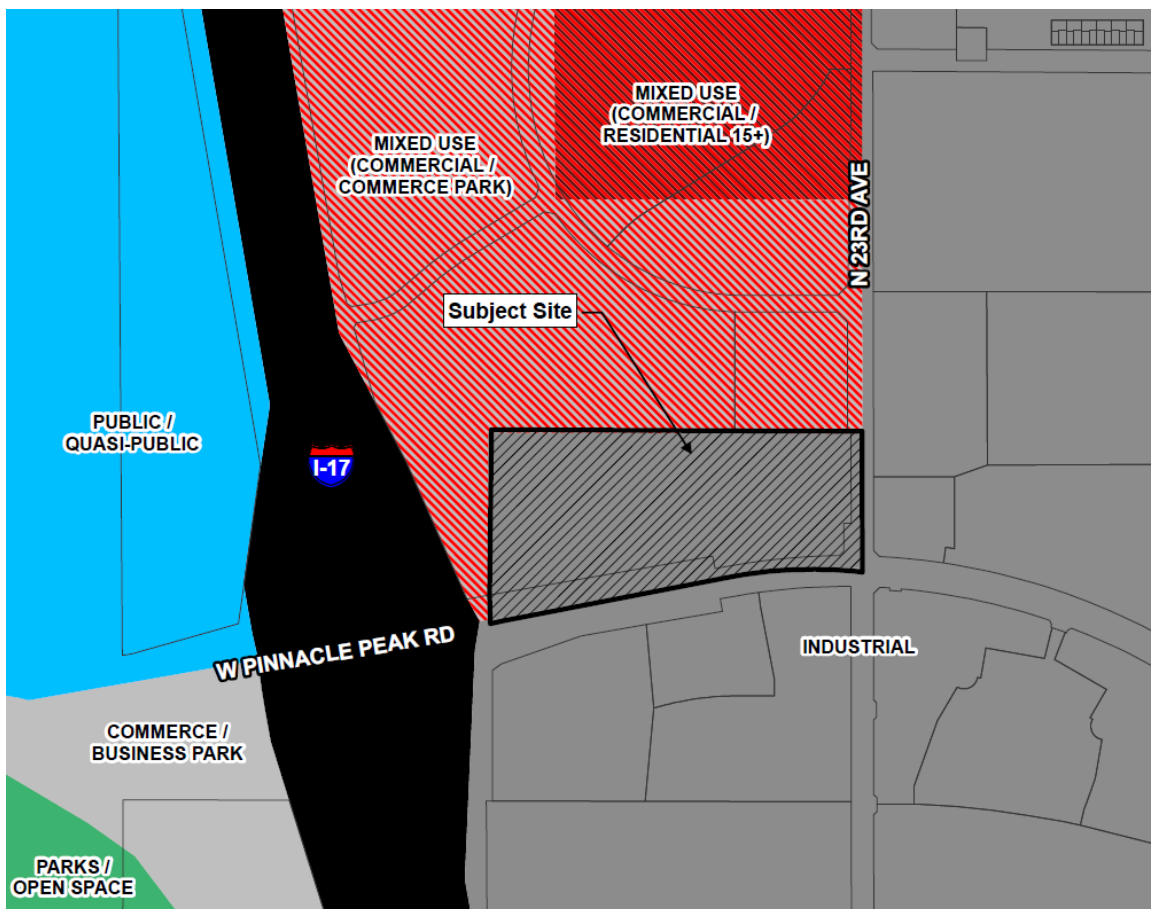 MIXED USE
(COMMERCIAL /
RESIDENTIAL 15+)
MIXED USE
(COMMERCIAL /
COMMERCE PARK)
N 23RD AVE
Subject Site
PUBLIC /
QUASI-PUBLIC
I-17
W PINNACLE PEAK RD
INDUSTRIAL
COMMERCE /
BUSINESS PARK
PARKS /
OPEN SPACE